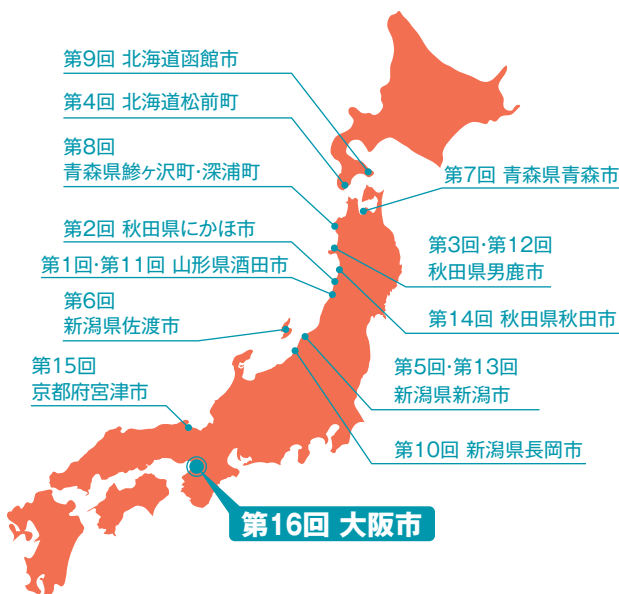 第9回 北海道函館市
第4回 北海道松前町
第8回
青森県鰺ヶ沢町・深浦町
第7回 青森県青森市
第2回 秋田県にかほ市
第1回・第11回 山形県酒田市
第3回・第12回
秋田県男鹿市
第6回
新潟県佐渡市
第14回 秋田県秋田市
第15回
京都府宮津市
第5回・第13回
新潟県新潟市
第10回 新潟県長岡市
第16回 大阪市